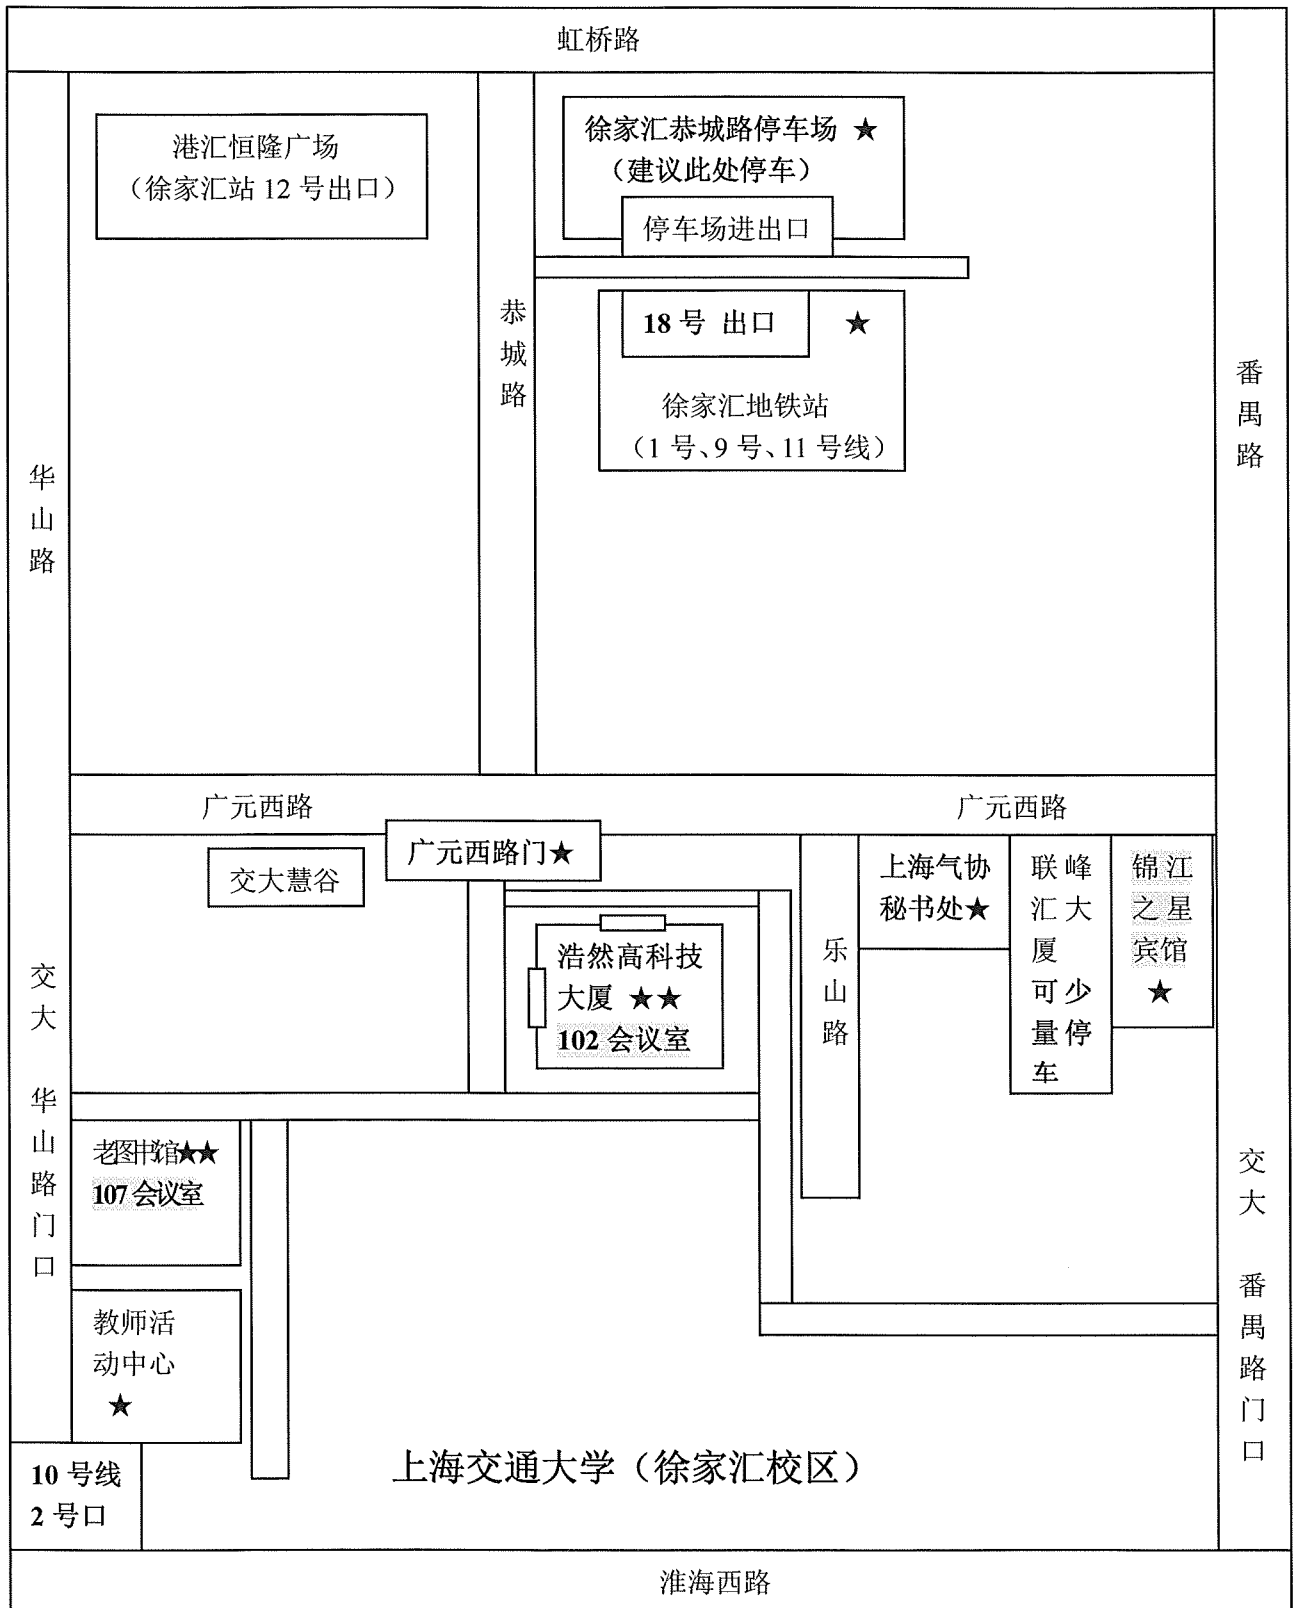 虹桥路
港汇恒隆广场
（徐家汇站 12 号出口）
徐家汇恭城路停车场 ★
（建议此处停车）
停车场进出口
18 号 出口 ★
徐家汇地铁站
（1 号、9 号、11 号线）
恭城路
华山路
番禺路
广元西路
广元西路
广元西路门★
交大慧谷
浩然高科技
大厦 ★★
102 会议室
乐山路
上海气协
秘书处★
联峰
汇大
厦
可少
量停
车
锦江
之星
宾馆
★
交大 华山路门口
老图书馆★★
107 会议室
教师活
动中心
★
交大 番禺路门口
上海交通大学（徐家汇校区）
10 号线
2 号口
淮海西路